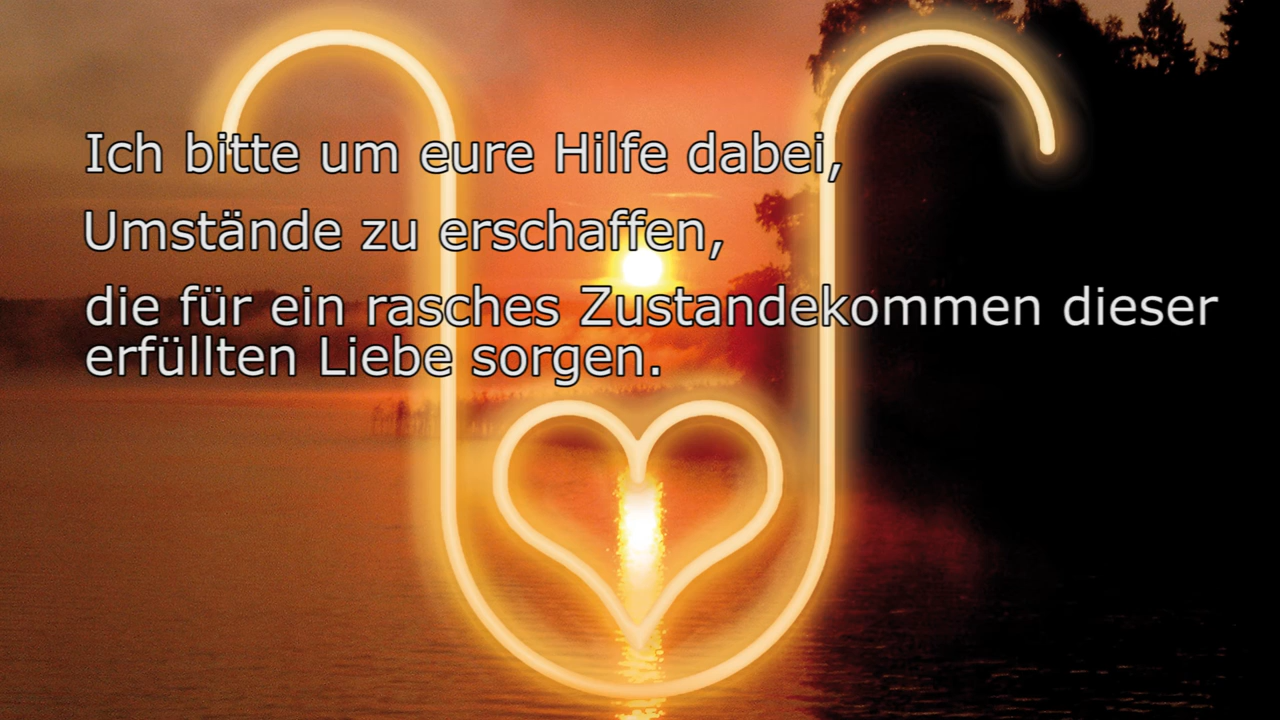 Ich bitte um eure Hilfe dabei,
Umstände zu erschaffen,
die für ein rasches Zustandekommen dieser
erfüllten Liebe sorgen.